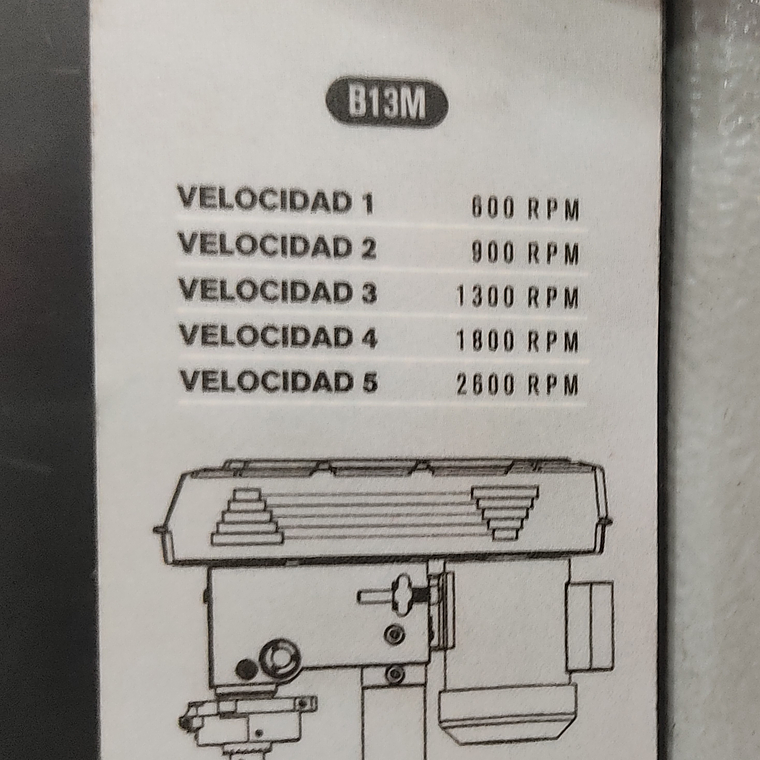 B13M
VELOCIDAD 1 600 RPM
VELOCIDAD 2 900 RPM
VELOCIDAD 3 1300 RPM
VELOCIDAD 4 1800 RPM
VELOCIDAD 5 2600 RPM